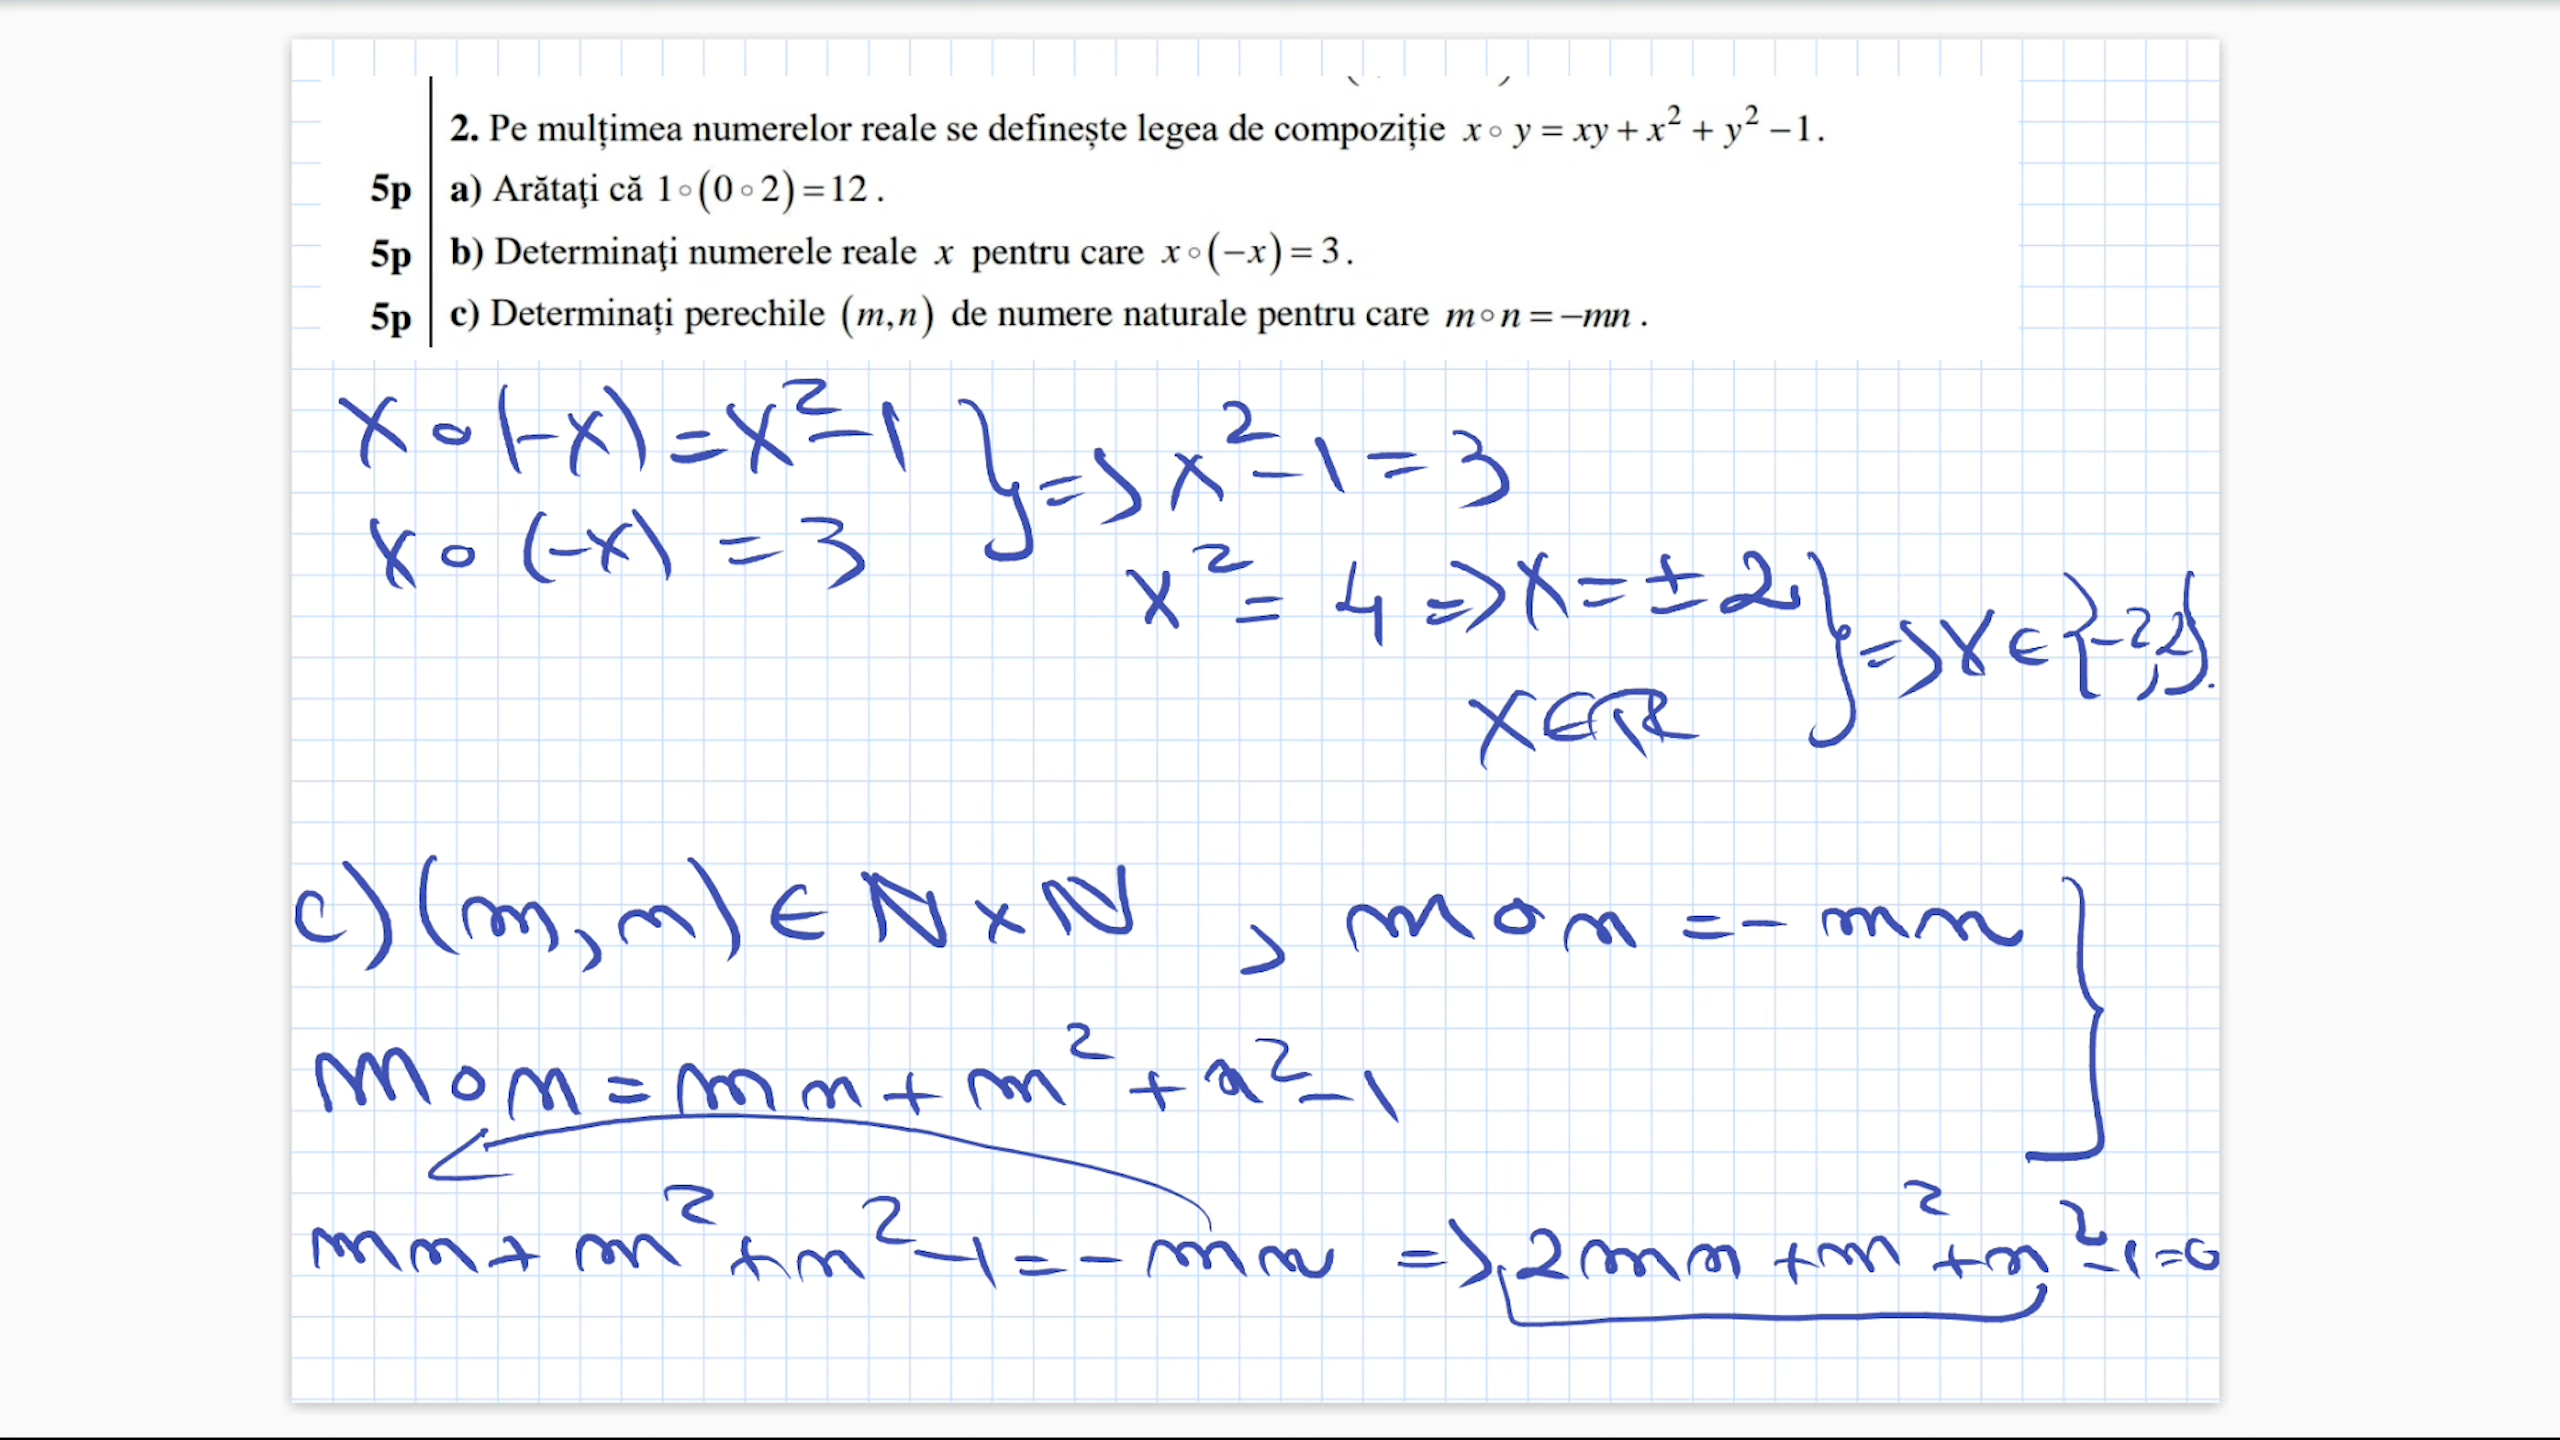 2. Pe mulțimea numerelor reale se definește legea de compoziție x∘y = xy + x² + y² − 1.
5p a) Arătați că 1∘(0∘2) = 12.
5p b) Determinați numerele reale x pentru care x∘(−x) = 3.
5p c) Determinați perechile (m,n) de numere naturale pentru care m∘n = −mn.
x∘(−x) = x² − 1 } => x² − 1 = 3
x∘(−x) = 3
x² = 4 => x = ±2 } => x ∈ {−2,2}.
x ∈ ℝ
c) (m,n) ∈ ℕ × ℕ , m∘n = − mn }
m∘n = mn + m² + n² − 1
mn + m² + n² − 1 = − mn => 2mn + m² + n² − 1 = 0